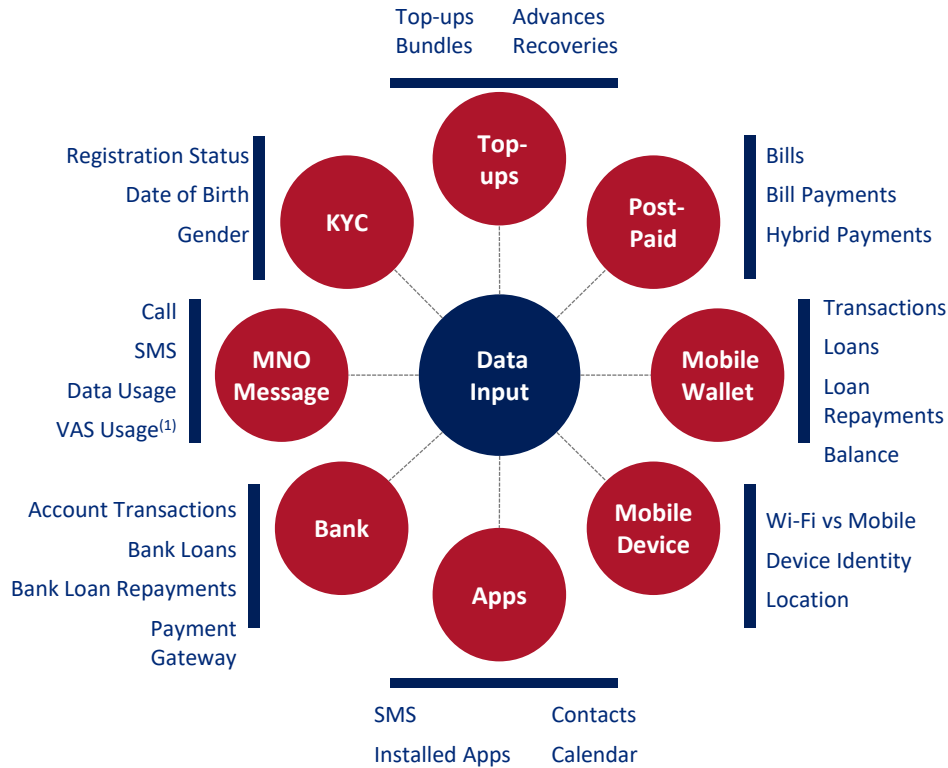 Top-ups Advances
Bundles Recoveries
Top-
ups
Registration Status
Date of Birth
Gender
KYC
Post-
Paid
Bills
Bill Payments
Hybrid Payments
Call
SMS
Data Usage
VAS Usage(1)
MNO
Message
Data
Input
Mobile
Wallet
Transactions
Loans
Loan
Repayments
Balance
Account Transactions
Bank Loans
Bank Loan Repayments
Payment
Gateway
Bank
Mobile
Device
Wi-Fi vs Mobile
Device Identity
Location
Apps
SMS Contacts
Installed Apps Calendar